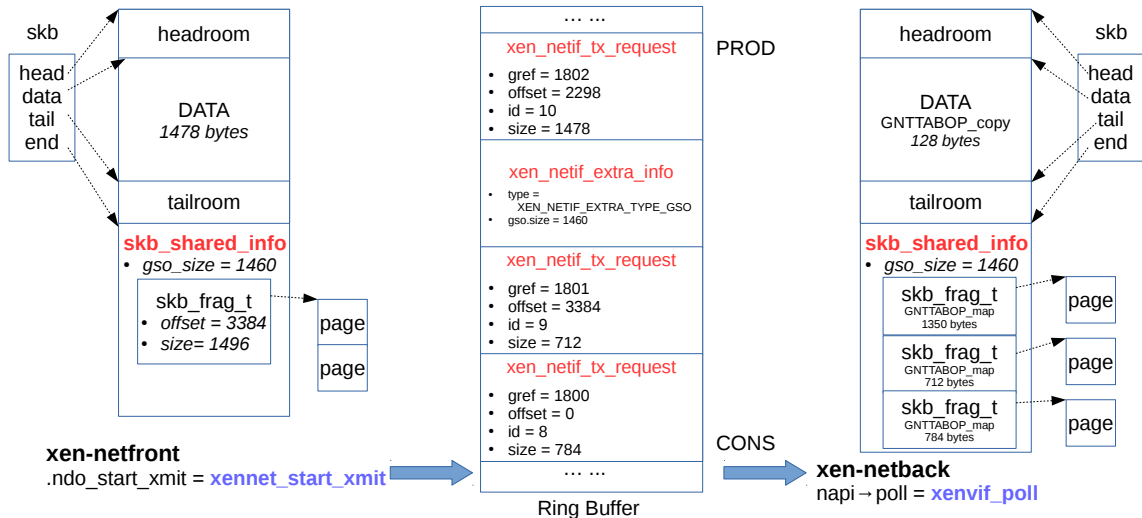 skb
head
data
tail
end
headroom
DATA
1478 bytes
tailroom
skb_shared_info
• gso_size = 1460
skb_frag_t
• offset = 3384
• size= 1496
page
page
xen-netfront
.ndo_start_xmit = xennet_start_xmit
... ...
xen_netif_tx_request
• gref = 1802
• offset = 2298
• id = 10
• size = 1478
xen_netif_extra_info
• type =
XEN_NETIF_EXTRA_TYPE_GSO
• gso.size = 1460
xen_netif_tx_request
• gref = 1801
• offset = 3384
• id = 9
• size = 712
xen_netif_tx_request
• gref = 1800
• offset = 0
• id = 8
• size = 784
... ...
Ring Buffer
PROD
CONS
headroom
DATA
GNTTABOP_copy
128 bytes
tailroom
skb_shared_info
• gso_size = 1460
skb_frag_t
GNTTABOP_map
1350 bytes
skb_frag_t
GNTTABOP_map
712 bytes
skb_frag_t
GNTTABOP_map
784 bytes
page
page
page
skb
head
data
tail
end
xen-netback
napi→poll = xenvif_poll